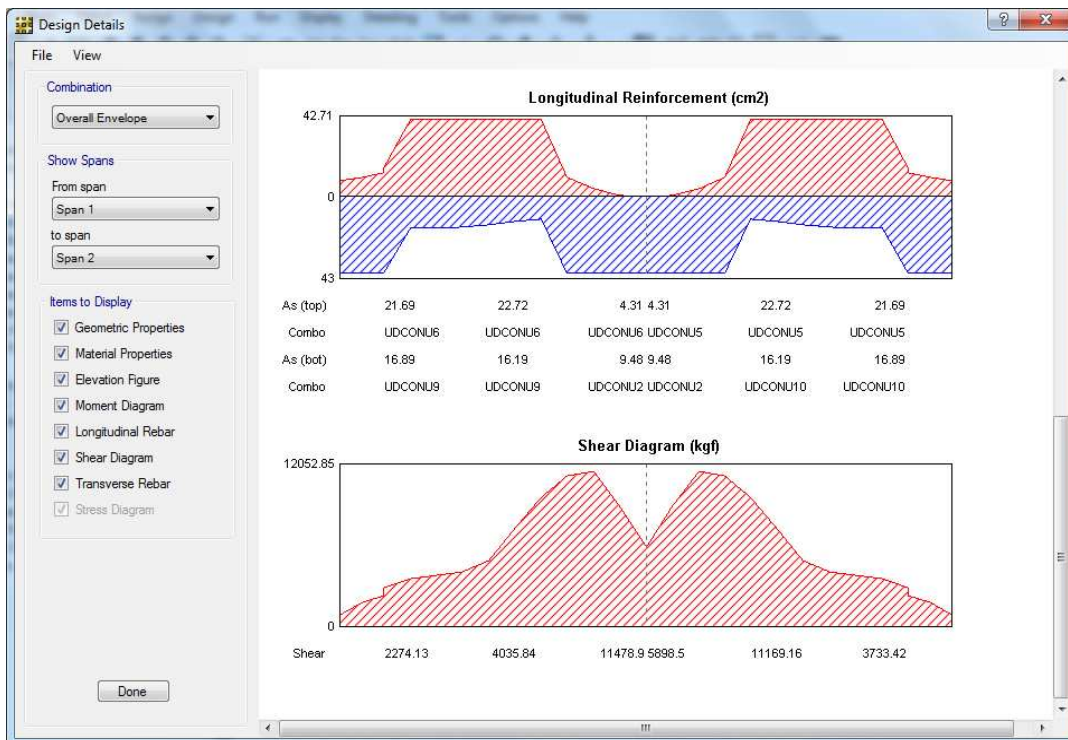 Design Details
File View
Combination
Overall Envelope
Show Spans
From span
Span 1
to span
Span 2
Items to Display
Geometric Properties
Material Properties
Elevation Figure
Moment Diagram
Longitudinal Rebar
Shear Diagram
Transverse Rebar
Stress Diagram
Done
Longitudinal Reinforcement (cm2)
42.71
0
43
As (top) 21.69 22.72 4.31 4.31 22.72 21.69
Combo UDCONU6 UDCONU6 UDCONU6 UDCONU5 UDCONU5 UDCONU5
As (bot) 16.89 16.19 9.48 9.48 16.19 16.89
Combo UDCONU9 UDCONU9 UDCONU2 UDCONU2 UDCONU10 UDCONU10
Shear Diagram (kgf)
12052.85
0
Shear 2274.13 4035.84 11478.9 5898.5 11169.16 3733.42